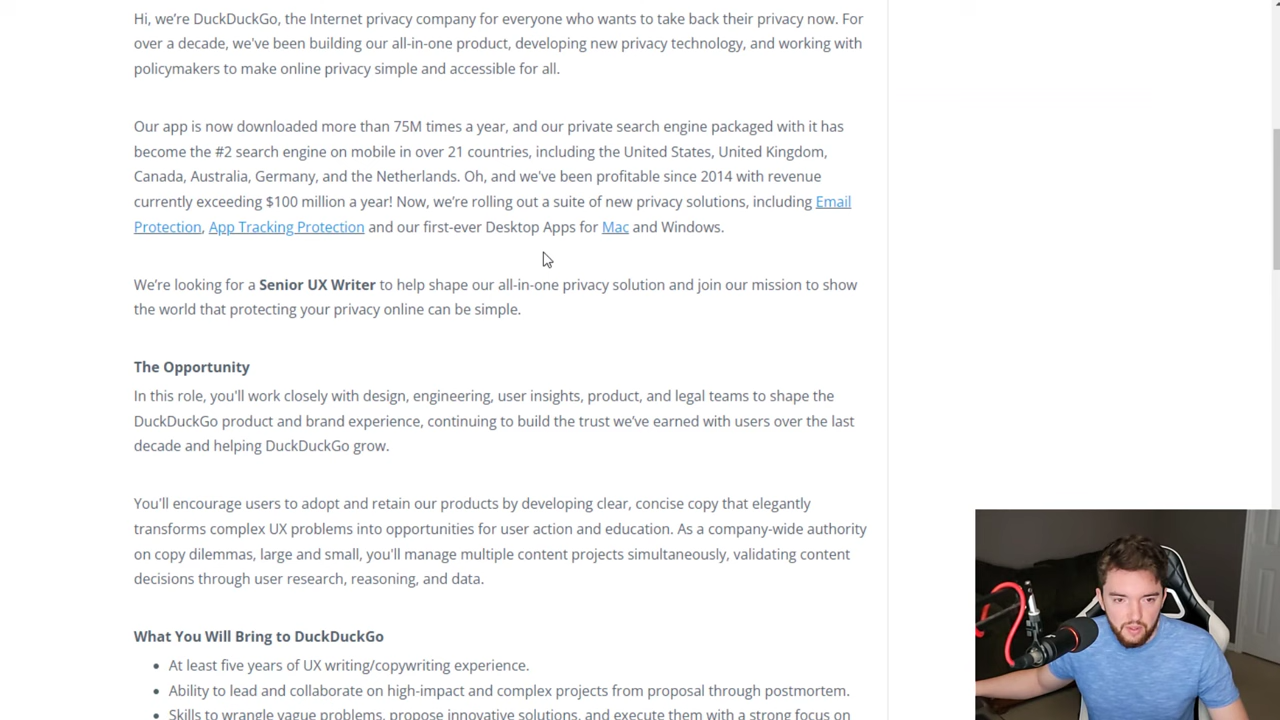 Hi, we're DuckDuckGo, the Internet privacy company for everyone who wants to take back their privacy now. For
over a decade, we've been building our all-in-one product, developing new privacy technology, and working with
policymakers to make online privacy simple and accessible for all.
Our app is now downloaded more than 75M times a year, and our private search engine packaged with it has
become the #2 search engine on mobile in over 21 countries, including the United States, United Kingdom,
Canada, Australia, Germany, and the Netherlands. Oh, and we've been profitable since 2014 with revenue
currently exceeding $100 million a year! Now, we're rolling out a suite of new privacy solutions, including Email
Protection, App Tracking Protection and our first-ever Desktop Apps for Mac and Windows.
We're looking for a Senior UX Writer to help shape our all-in-one privacy solution and join our mission to show
the world that protecting your privacy online can be simple.
The Opportunity
In this role, you'll work closely with design, engineering, user insights, product, and legal teams to shape the
DuckDuckGo product and brand experience, continuing to build the trust we've earned with users over the last
decade and helping DuckDuckGo grow.
You'll encourage users to adopt and retain our products by developing clear, concise copy that elegantly
transforms complex UX problems into opportunities for user action and education. As a company-wide authority
on copy dilemmas, large and small, you'll manage multiple content projects simultaneously, validating content
decisions through user research, reasoning, and data.
What You Will Bring to DuckDuckGo
• At least five years of UX writing/copywriting experience.
• Ability to lead and collaborate on high-impact and complex projects from proposal through postmortem.
• Skills to wrangle vague problems, propose innovative solutions, and execute them with a strong focus on